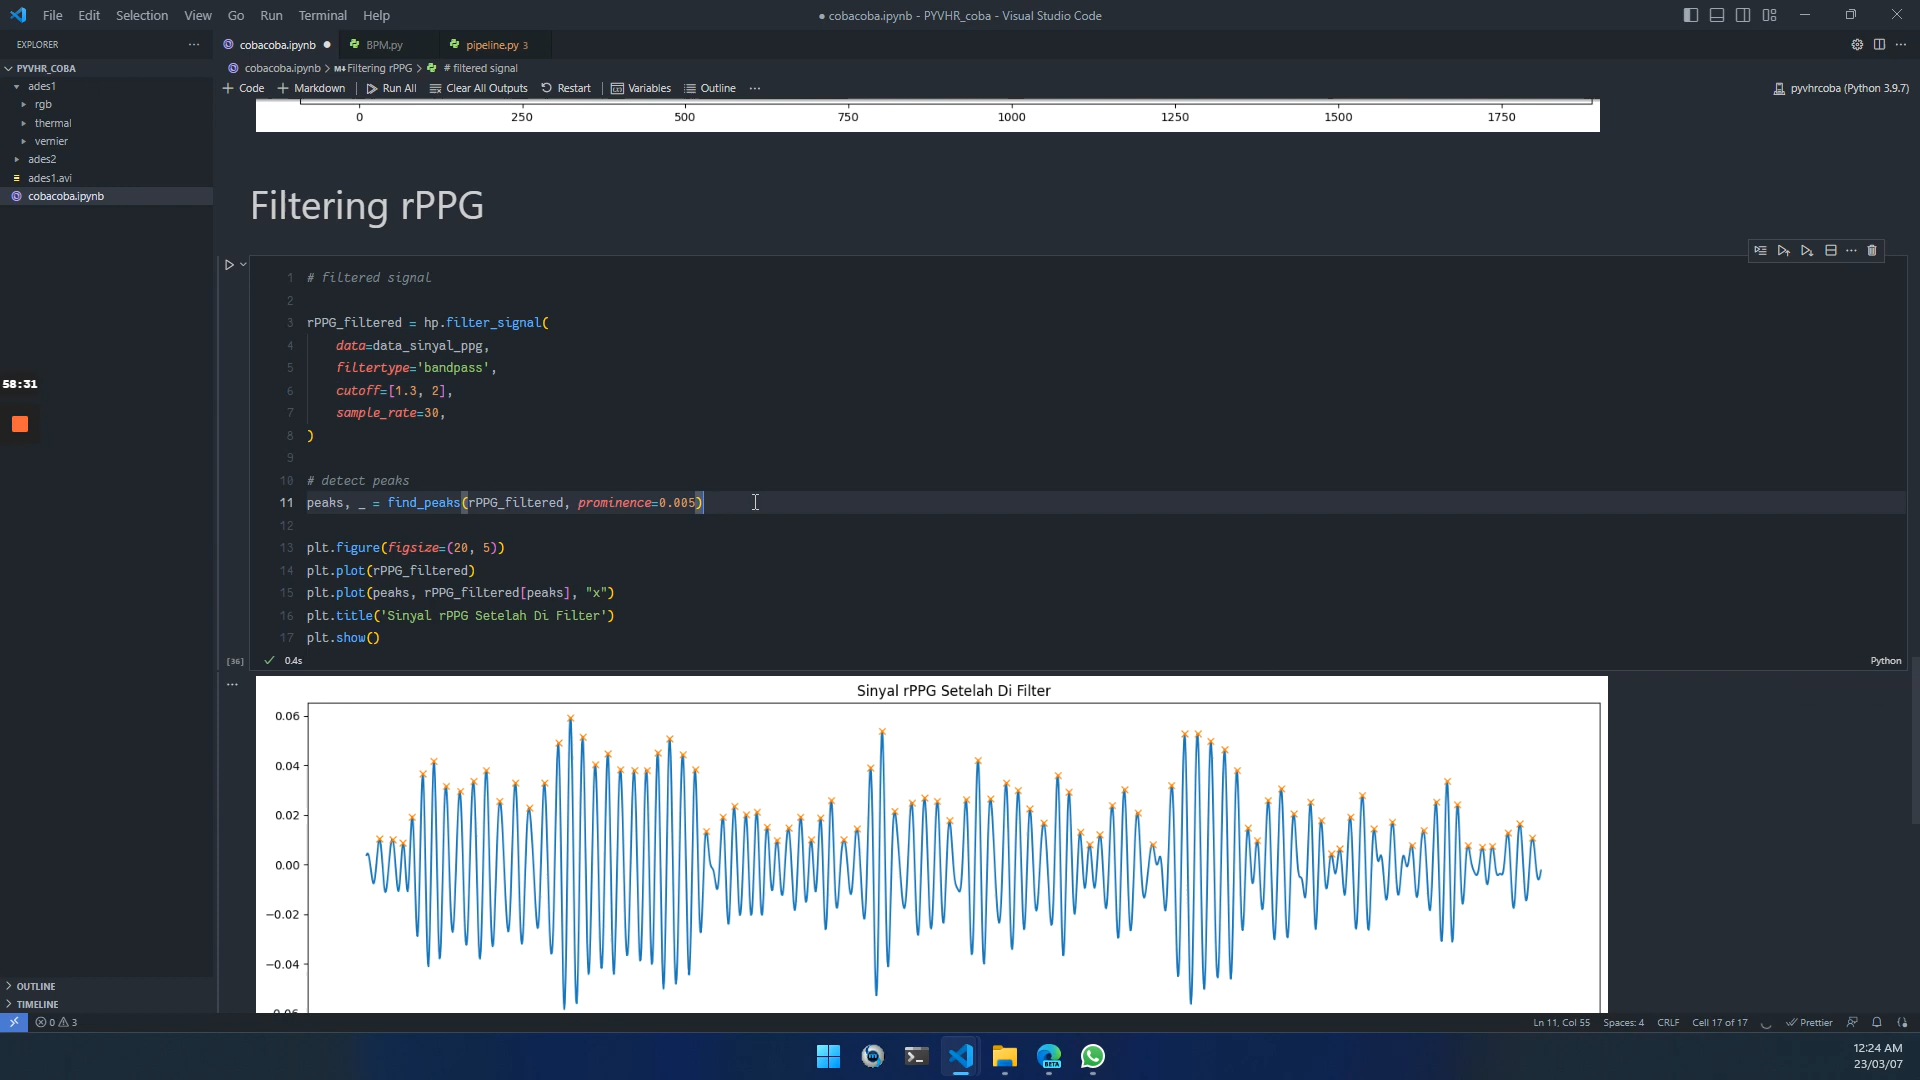 File Edit Selection View Go Run Terminal Help
● cobacoba.ipynb - PYVHR_coba - Visual Studio Code
EXPLORER
cobacoba.ipynb ●
BPM.py
pipeline.py 3
PYVHR_COBA
cobacoba.ipynb > M↓Filtering rPPG > # filtered signal
ades1
+ Code + Markdown Run All Clear All Outputs Restart Variables Outline ...
pyvhrcoba (Python 3.9.7)
rgb
thermal
vernier
ades2
ades1.avi
cobacoba.ipynb
0 250 500 750 1000 1250 1500 1750
Filtering rPPG
1 # filtered signal
2
3 rPPG_filtered = hp.filter_signal(
4 data=data_sinyal_ppg,
5 filtertype='bandpass',
6 cutoff=[1.3, 2],
7 sample_rate=30,
8 )
9
10 # detect peaks
11 peaks, _ = find_peaks(rPPG_filtered, prominence=0.005)
12
13 plt.figure(figsize=(20, 5))
14 plt.plot(rPPG_filtered)
15 plt.plot(peaks, rPPG_filtered[peaks], "x")
16 plt.title('Sinyal rPPG Setelah Di Filter')
17 plt.show()
[36] 0.4s
Python
58:31
Sinyal rPPG Setelah Di Filter
0.06
0.04
0.02
0.00
−0.02
−0.04
−0.06
OUTLINE
TIMELINE
0 3
Ln 11, Col 55 Spaces: 4 CRLF Cell 17 of 17 Prettier
BETA
12:24 AM
23/03/07